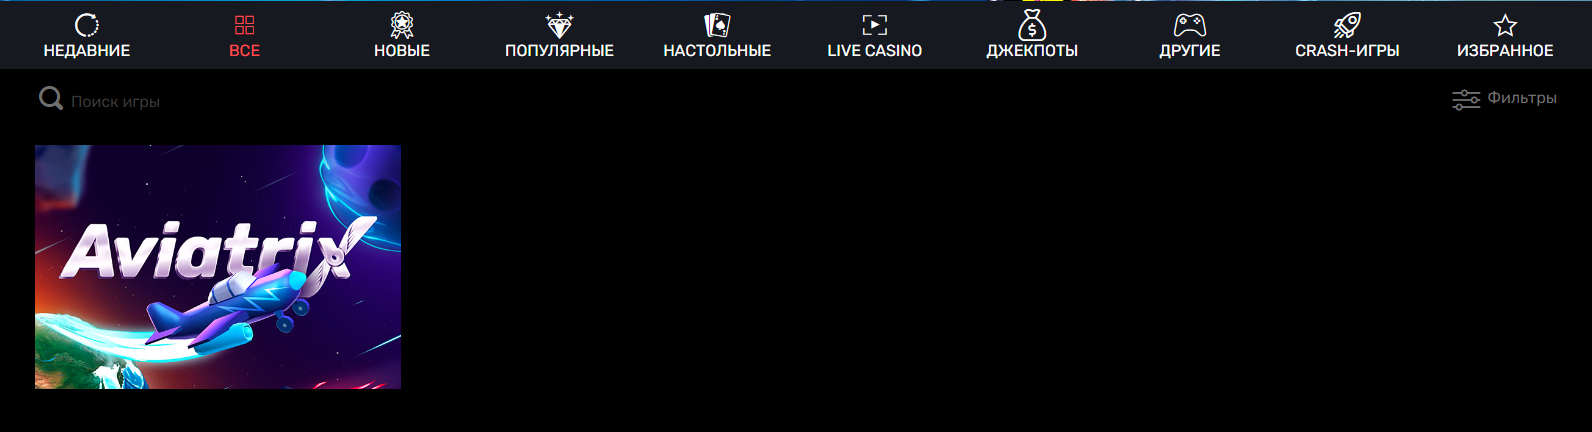 НЕДАВНИЕ
ВСЕ
НОВЫЕ
ПОПУЛЯРНЫЕ
НАСТОЛЬНЫЕ
LIVE CASINO
ДЖЕКПОТЫ
ДРУГИЕ
CRASH-ИГРЫ
ИЗБРАННОЕ
Поиск игры
Фильтры
Aviatrix